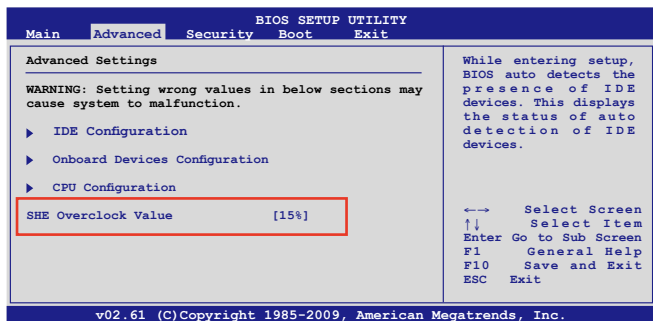 BIOS SETUP UTILITY
Main Advanced Security Boot Exit
Advanced Settings
WARNING: Setting wrong values in below sections may
cause system to malfunction.
IDE Configuration
Onboard Devices Configuration
CPU Configuration
SHE Overclock Value [15%]
While entering setup,
BIOS auto detects the
presence of IDE
devices. This displays
the status of auto
detection of IDE
devices.
←→ Select Screen
↑↓ Select Item
Enter Go to Sub Screen
F1 General Help
F10 Save and Exit
ESC Exit
v02.61 (C)Copyright 1985-2009, American Megatrends, Inc.